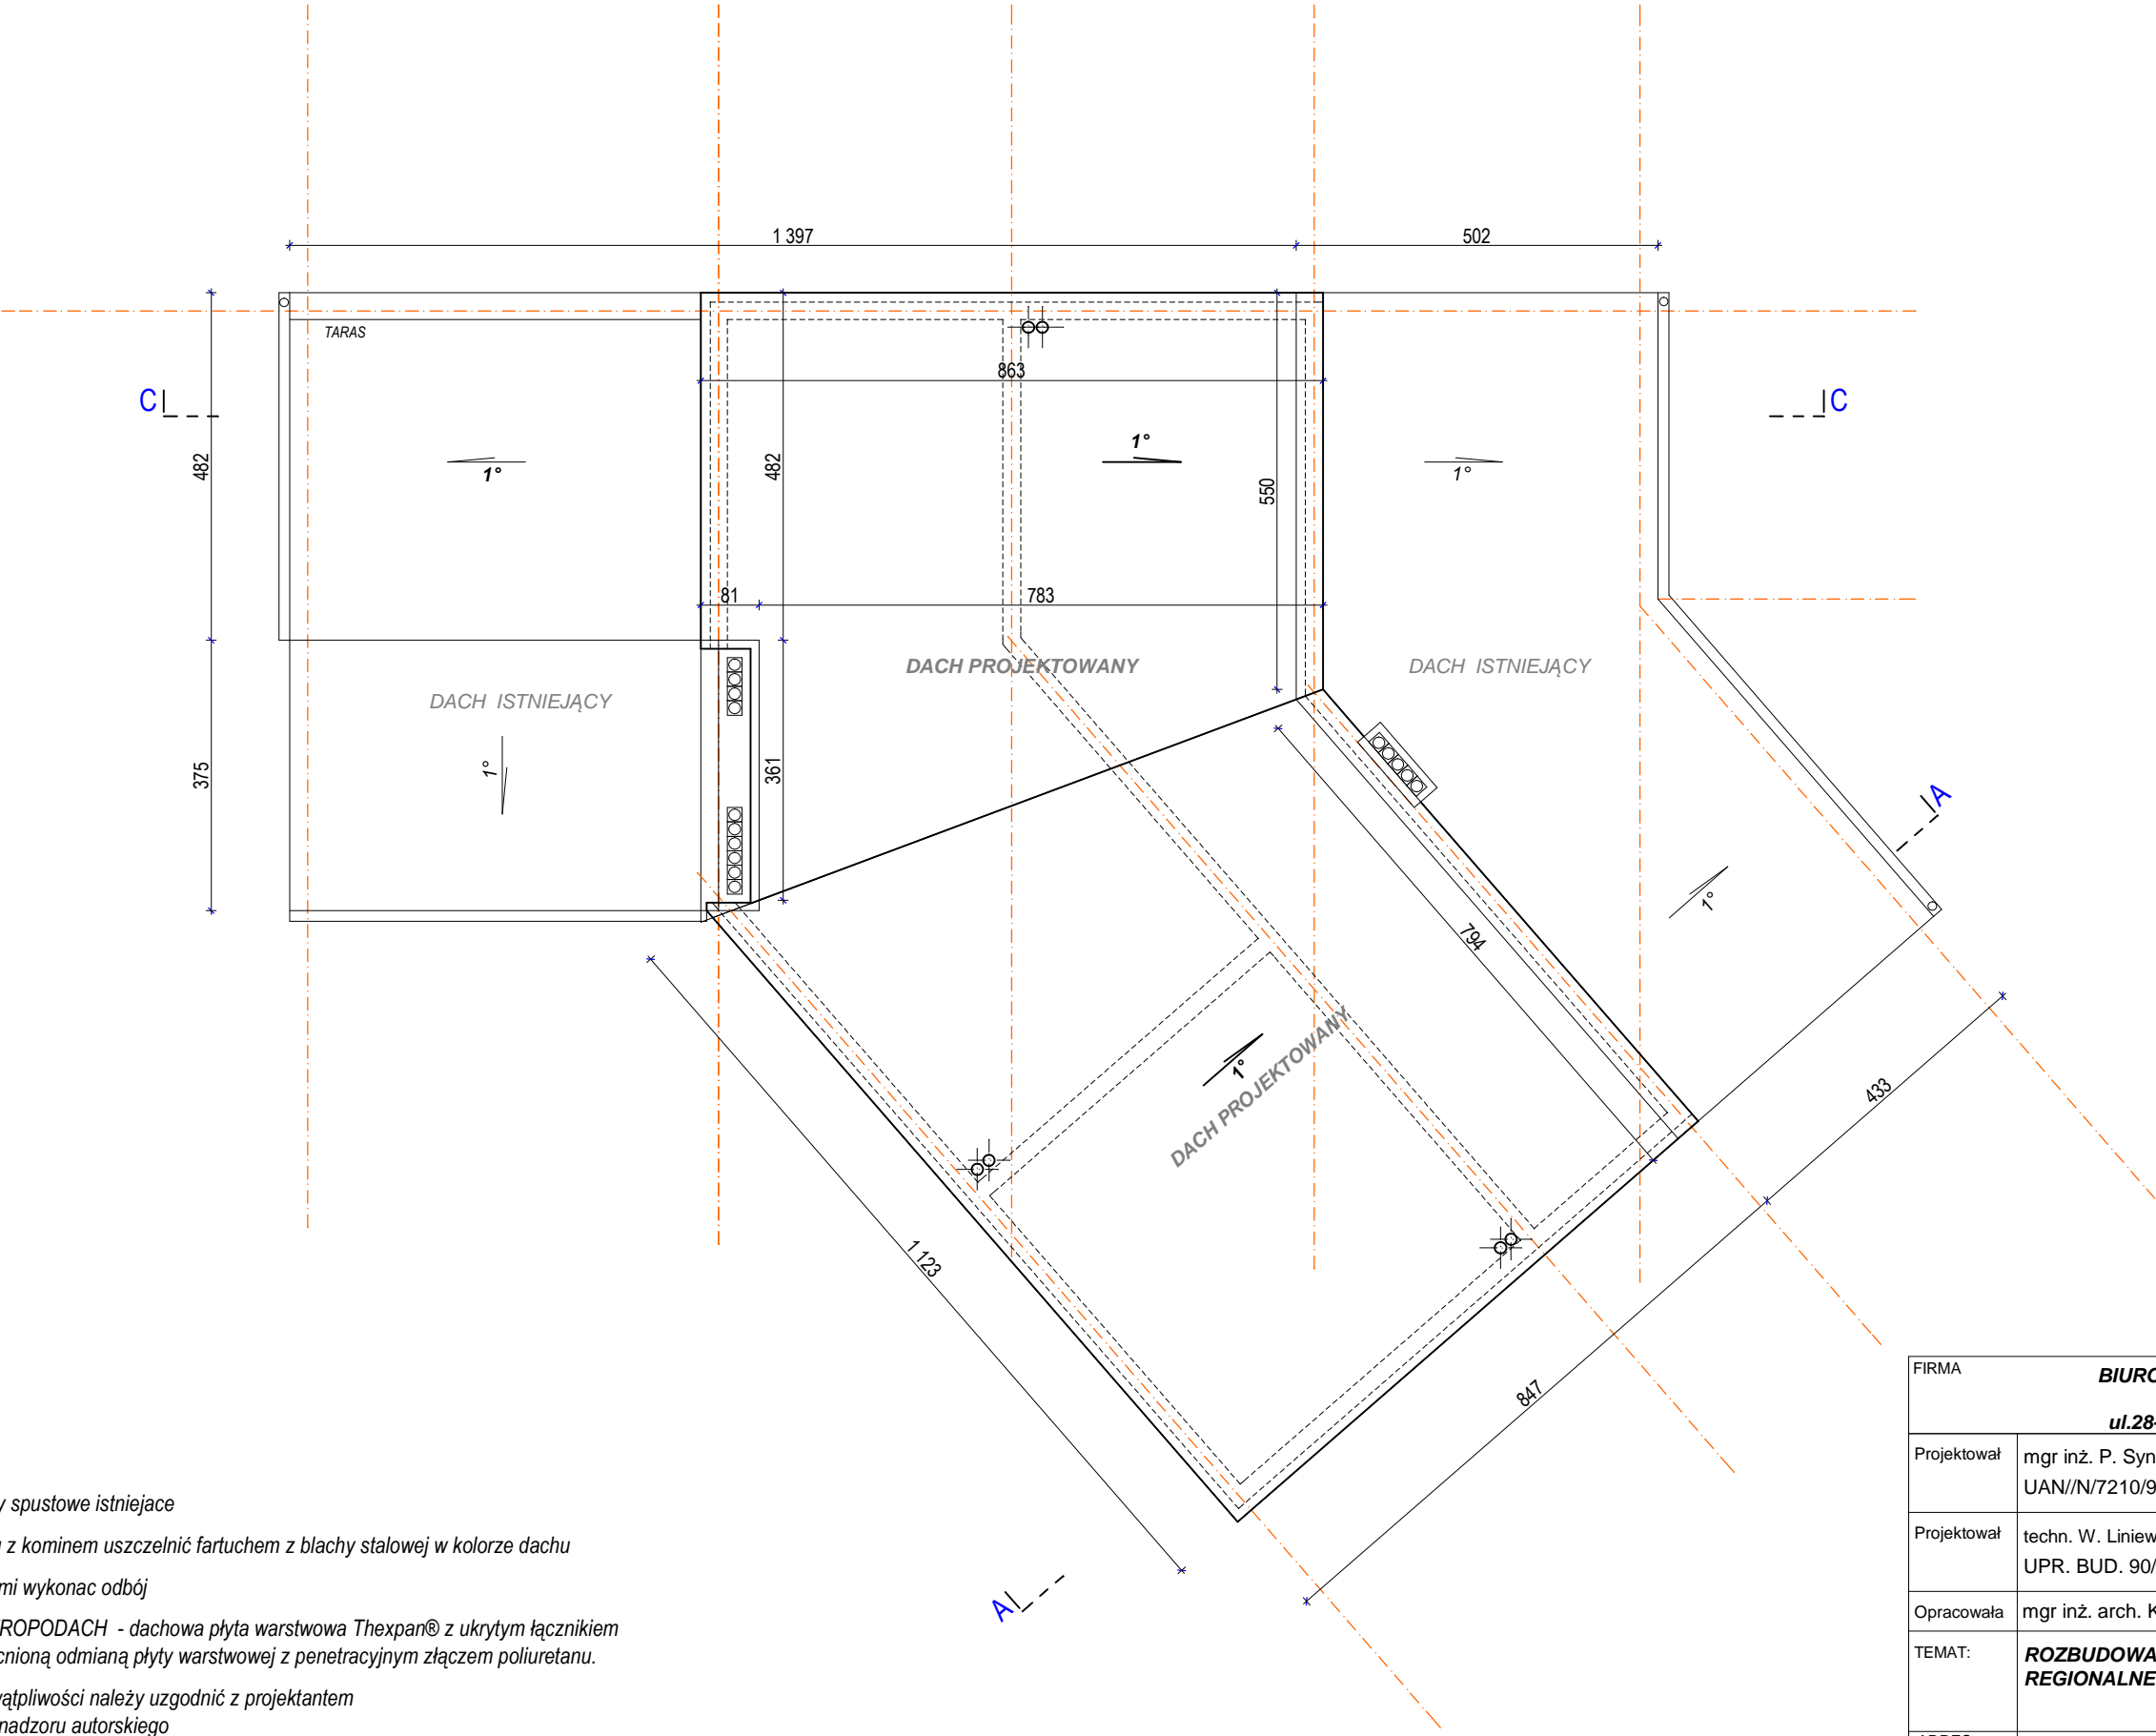 1 397
502
TARAS
863
C
C
1°
1°
1°
482
482
550
81
783
DACH PROJEKTOWANY
DACH ISTNIEJĄCY
DACH ISTNIEJĄCY
1°
375
361
A
1°
794
DACH PROJEKTOWANY
1°
433
1 123
847
A
spustowe istniejace
z kominem uszczelnić fartuchem z blachy stalowej w kolorze dachu
wykonac odbój
- dachowa płyta warstwowa Thexpan® z ukrytym łącznikiem
odmianą płyty warstwowej z penetracyjnym złączem poliuretanu.
należy uzgodnić z projektantem
nadzoru autorskiego
FIRMA
BIURO
ul.28-
Projektował
mgr inż. P. Syn
UAN//N/7210/9
Projektował
techn. W. Liniew
UPR. BUD. 90/
Opracowała
mgr inż. arch. K
TEMAT:
ROZBUDOWA
REGIONALNE